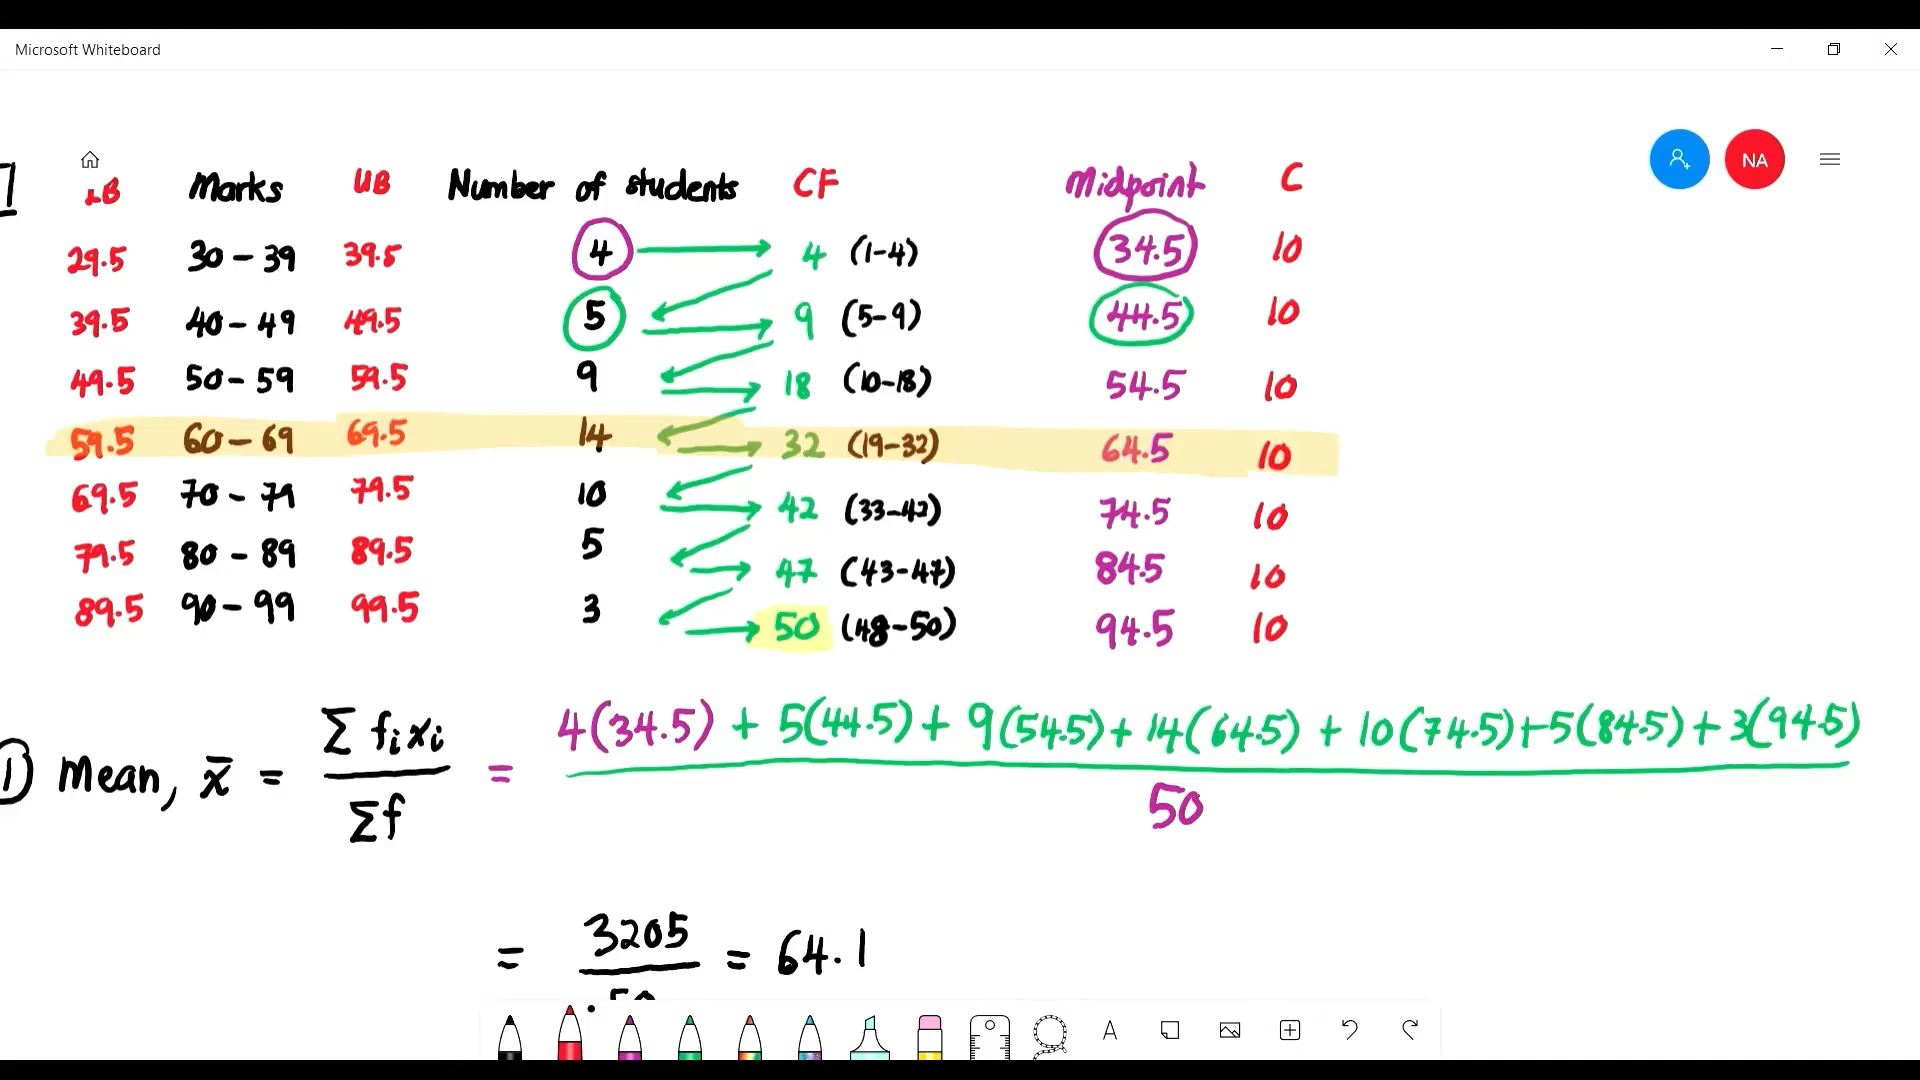 Microsoft Whiteboard
NA
LB Marks UB Number of students CF Midpoint C
29.5 30-39 39.5 4 4 (1-4) 34.5 10
39.5 40-49 49.5 5 9 (5-9) 44.5 10
49.5 50-59 59.5 9 18 (10-18) 54.5 10
59.5 60-69 69.5 14 32 (19-32) 64.5 10
69.5 70-79 79.5 10 42 (33-42) 74.5 10
79.5 80-89 89.5 5 47 (43-47) 84.5 10
89.5 90-99 99.5 3 50 (48-50) 94.5 10
① Mean, x̄ = Σ fᵢxᵢ / Σf = 4(34.5) + 5(44.5) + 9(54.5) + 14(64.5) + 10(74.5) + 5(84.5) + 3(94.5) / 50
= 3205 / 50 = 64.1